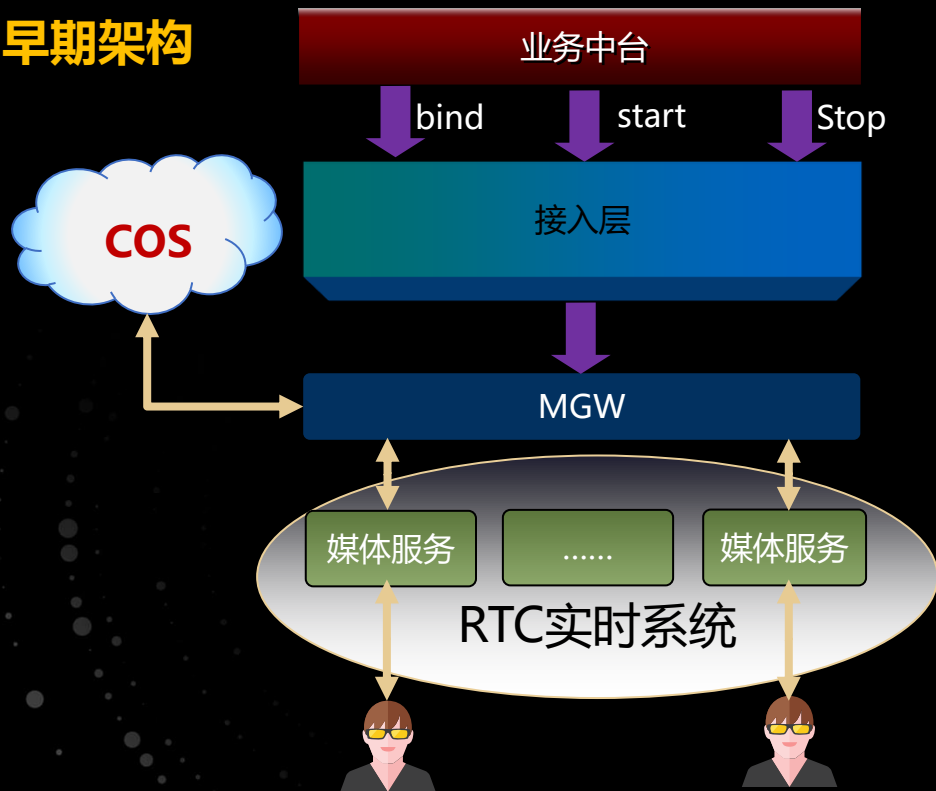 早期架构
业务中台
bind
start
Stop
COS
接入层
MGW
媒体服务
......
媒体服务
RTC实时系统